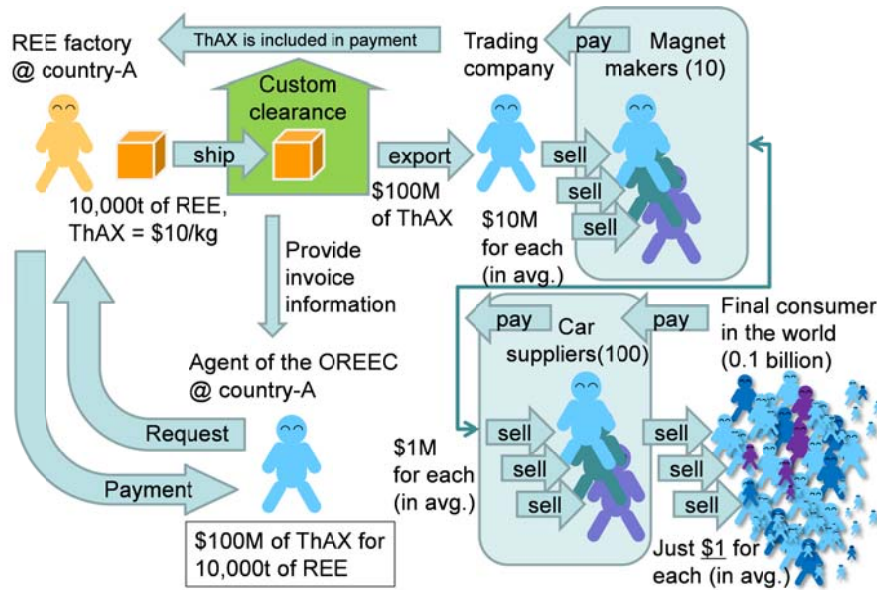 REE factory
@ country-A
ThAX is included in payment
Trading
company
pay
Magnet
makers (10)
Custom
clearance
ship
export
sell
sell
sell
10,000t of REE,
ThAX = $10/kg
$100M
of ThAX
$10M
for each
(in avg.)
Provide
invoice
information
Agent of the OREEC
@ country-A
Request
Payment
$100M of ThAX for
10,000t of REE
pay
Car
suppliers(100)
pay
Final consumer
in the world
(0.1 billion)
$1M
for each
(in avg.)
sell
sell
sell
sell
sell
sell
Just $1 for
each (in avg.)